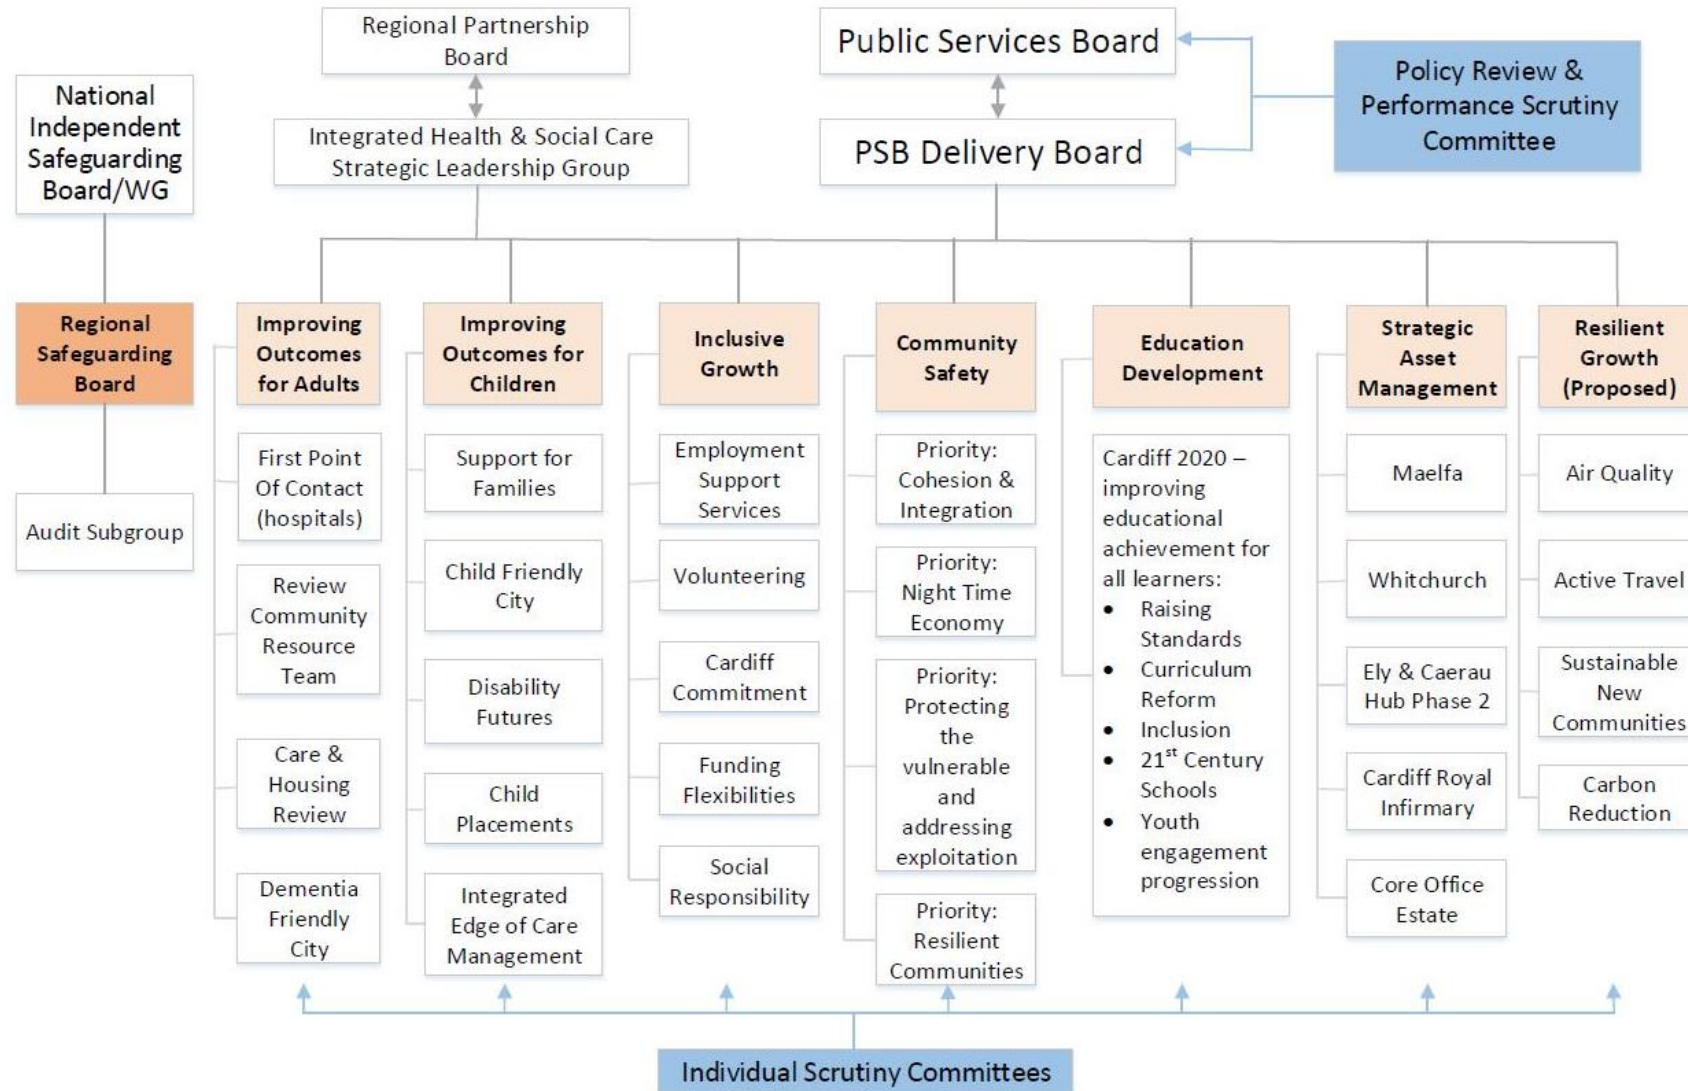 Regional Partnership
Board
Public Services Board
Policy Review &
Performance Scrutiny
Committee
National
Independent
Safeguarding
Board/WG
Integrated Health & Social Care
Strategic Leadership Group
PSB Delivery Board
Regional
Safeguarding
Board
Audit Subgroup
Improving
Outcomes
for Adults
First Point
Of Contact
(hospitals)
Review
Community
Resource
Team
Care &
Housing
Review
Dementia
Friendly
City
Improving
Outcomes for
Children
Support for
Families
Child Friendly
City
Disability
Futures
Child
Placements
Integrated
Edge of Care
Management
Inclusive
Growth
Employment
Support
Services
Volunteering
Cardiff
Commitment
Funding
Flexibilities
Social
Responsibility
Community
Safety
Priority:
Cohesion &
Integration
Priority:
Night Time
Economy
Priority:
Protecting
the
vulnerable
and
addressing
exploitation
Priority:
Resilient
Communities
Education
Development
Cardiff 2020 –
improving
educational
achievement for
all learners:
• Raising
Standards
• Curriculum
Reform
• Inclusion
• 21st Century
Schools
• Youth
engagement
progression
Strategic
Asset
Management
Maelfa
Whitchurch
Ely & Caerau
Hub Phase 2
Cardiff Royal
Infirmary
Core Office
Estate
Resilient
Growth
(Proposed)
Air Quality
Active Travel
Sustainable
New
Communities
Carbon
Reduction
Individual Scrutiny Committees